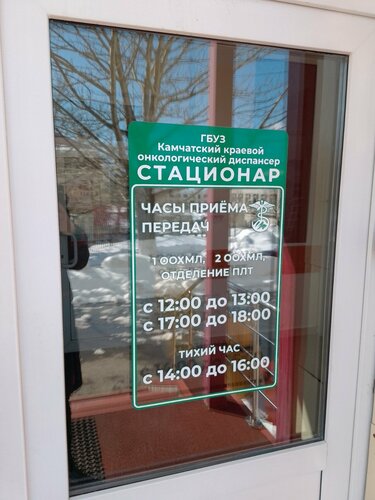 ГБУЗ
Камчатский краевой
онкологический диспансер
СТАЦИОНАР
ЧАСЫ ПРИЁМА
ПЕРЕДАЧ
1 ООХМЛ, 2 ООХМЛ,
ОТДЕЛЕНИЕ ПЛТ
с 12:00 до 13:00
с 17:00 до 18:00
ТИХИЙ ЧАС
с 14:00 до 16:00